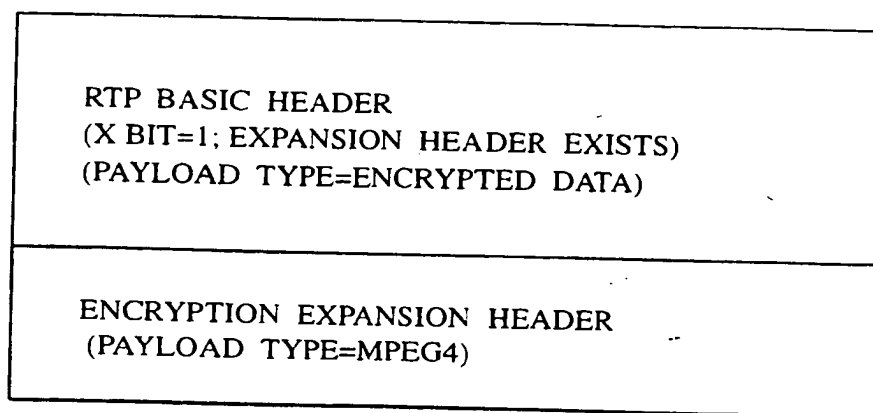 RTP BASIC HEADER
(X BIT=1; EXPANSION HEADER EXISTS)
(PAYLOAD TYPE=ENCRYPTED DATA)
ENCRYPTION EXPANSION HEADER
(PAYLOAD TYPE=MPEG4)